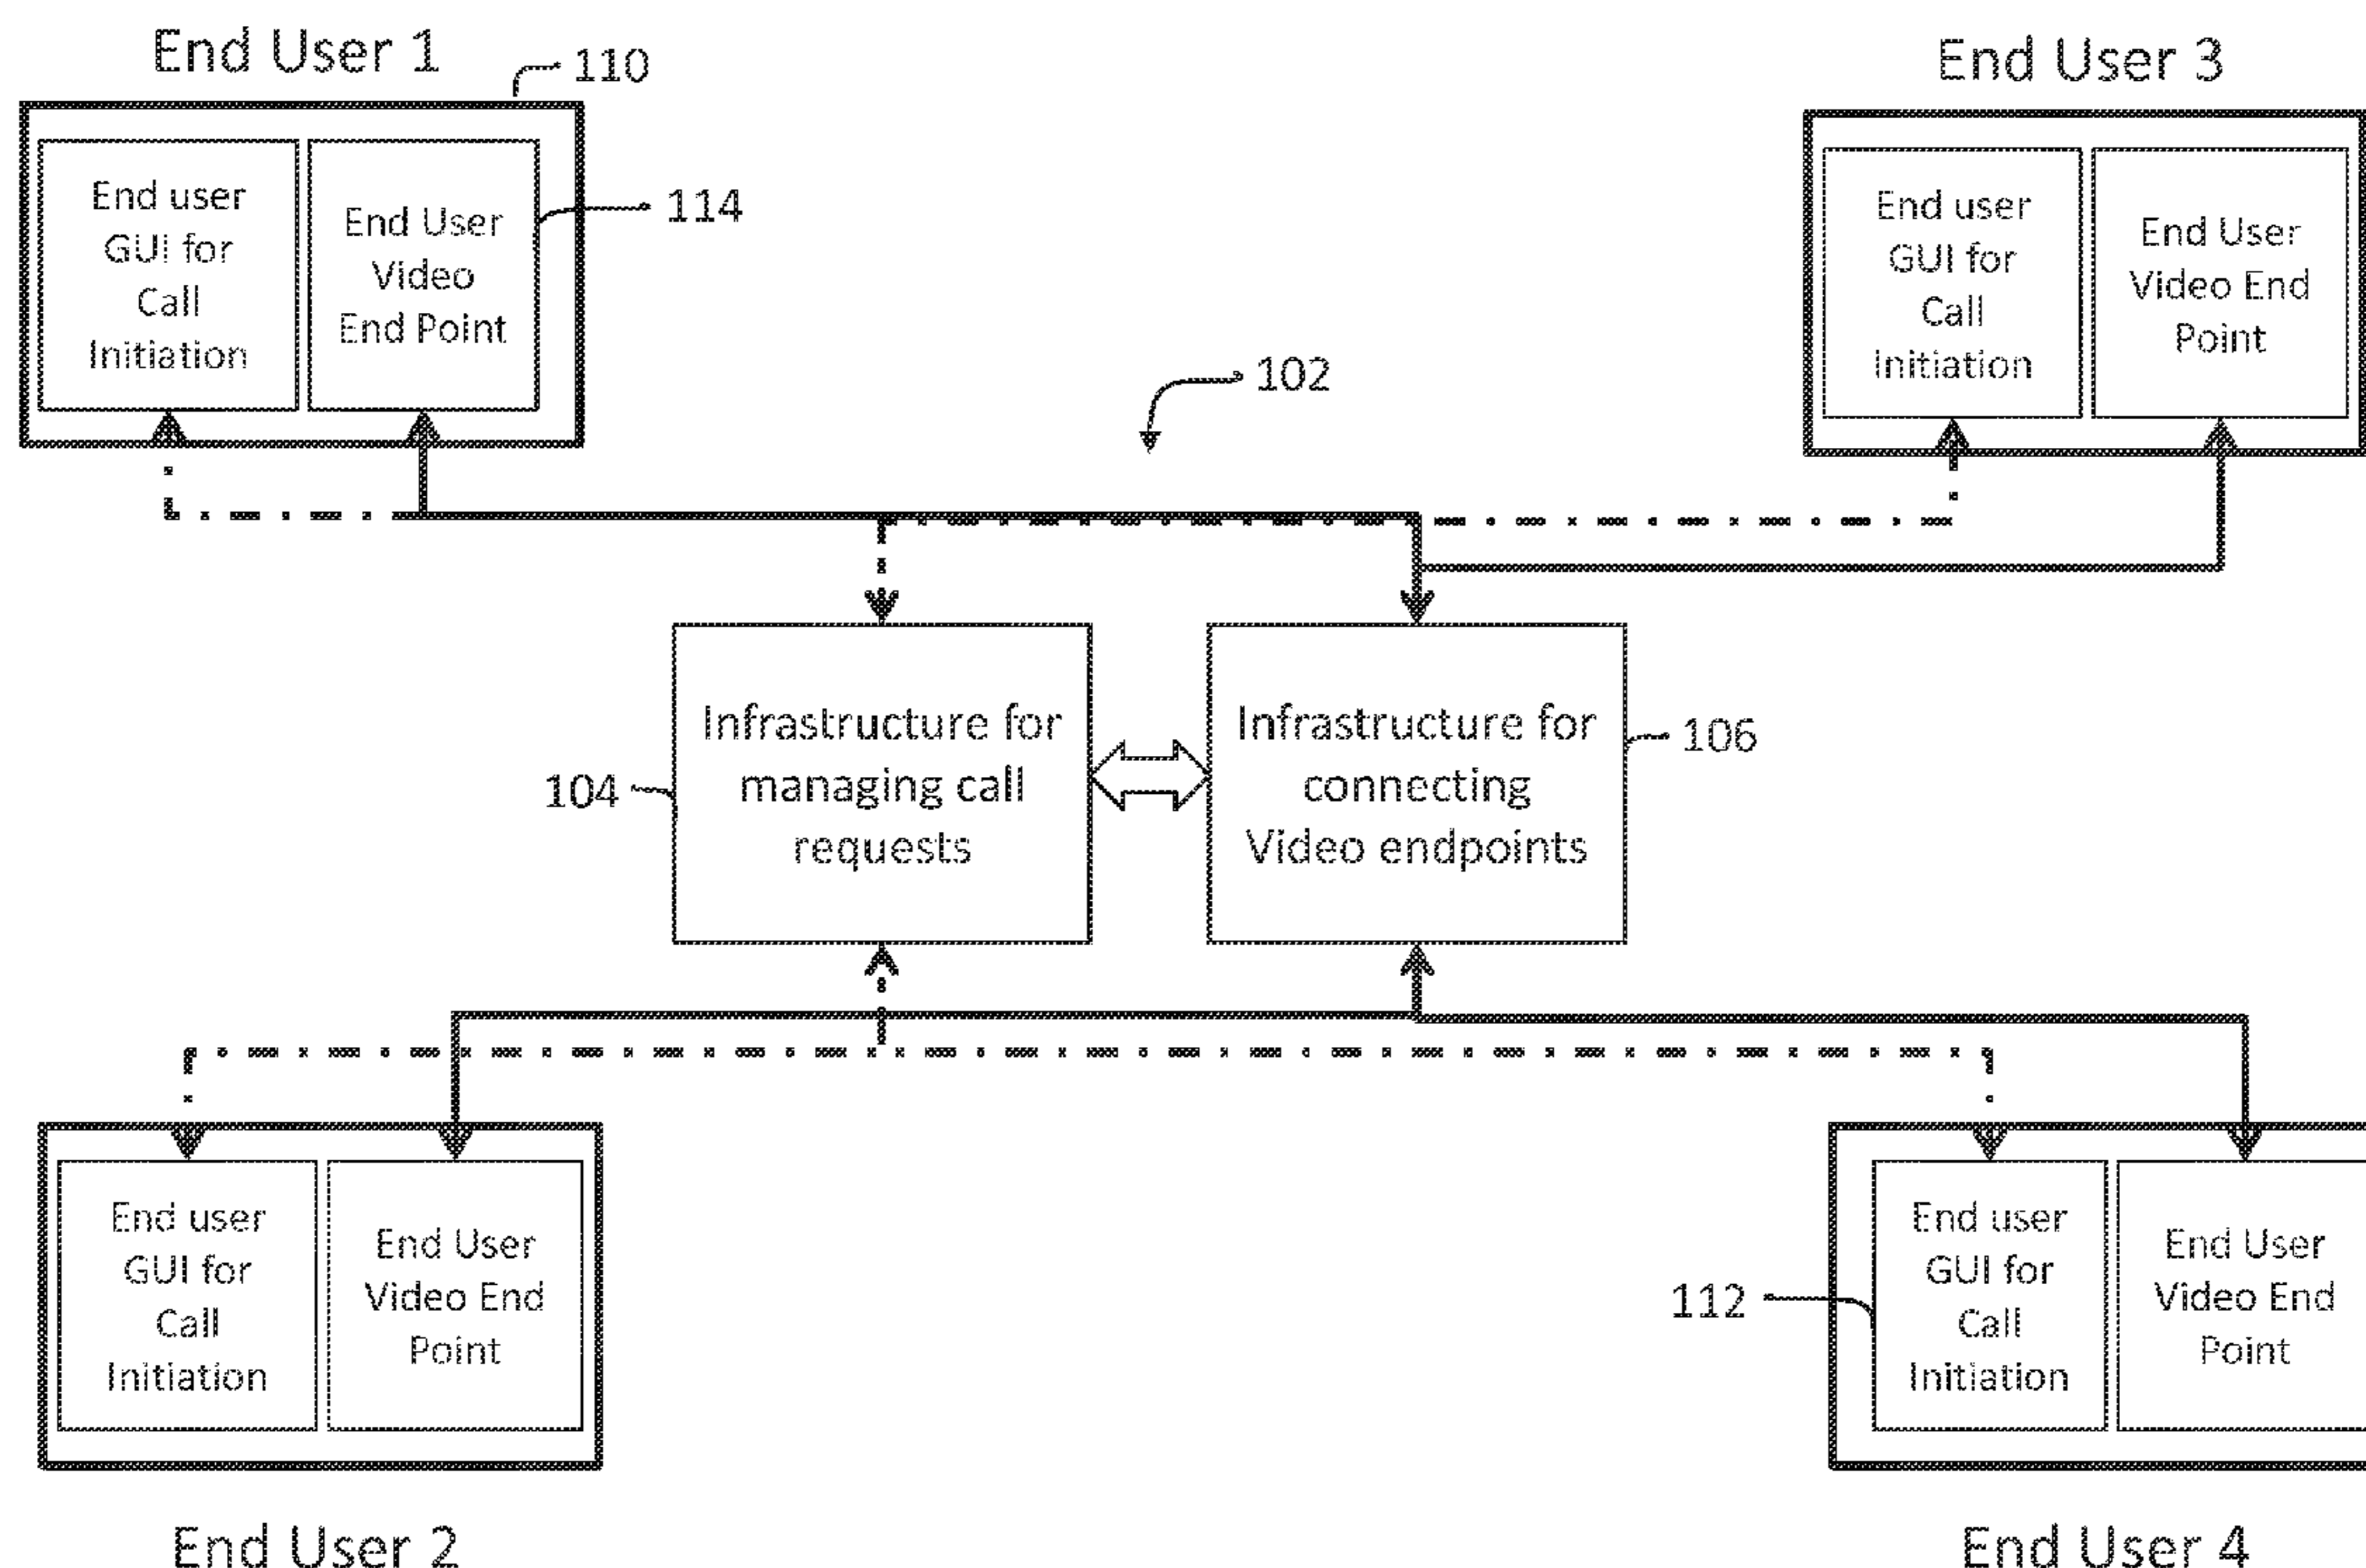 End User 1
110
End user
GUI for
Call
Initiation
End User
Video
End Point
114
End User 3
End user
GUI for
Call
Initiation
End User
Video End
Point
102
Infrastructure for
managing call
requests
104
Infrastructure for
connecting
Video endpoints
106
End user
GUI for
Call
Initiation
End User
Video End
Point
End User 2
112
End user
GUI for
Call
Initiation
End User
Video End
Point
End User 4